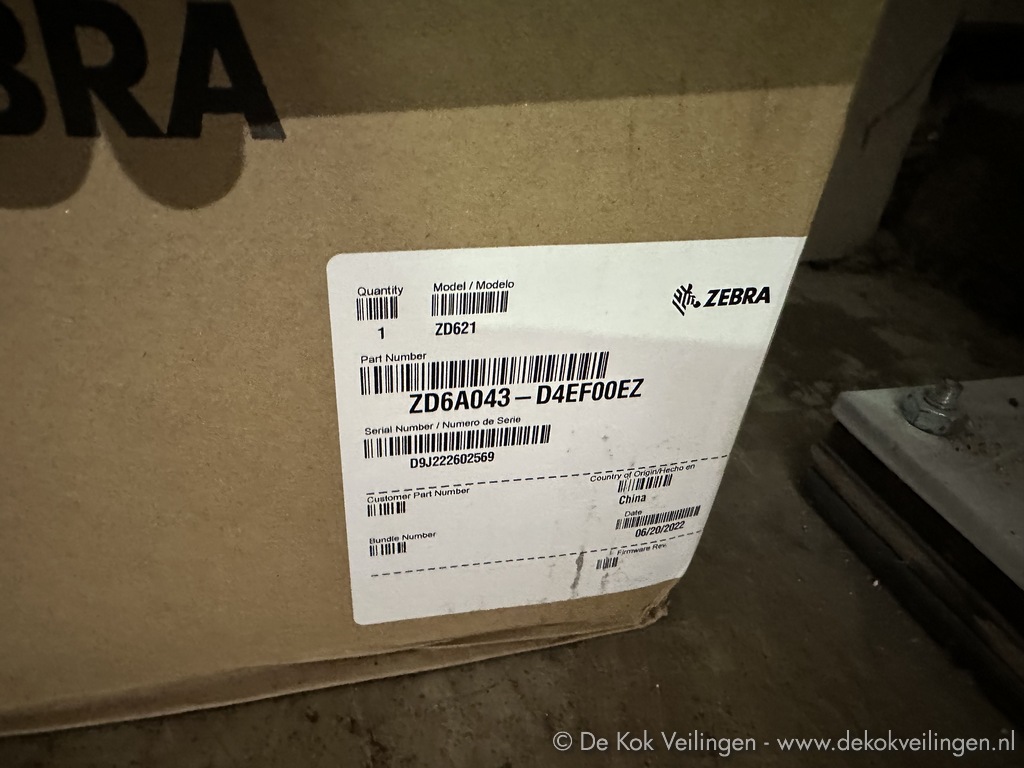 ZEBRA
Quantity
1
Model / Modelo
ZD621
ZEBRA
Part Number
ZD6A043-D4EF00EZ
Serial Number / Numero de Serie
D9J222602569
Customer Part Number
Bundle Number
Country of Origin/Hecho en
China
Date
06/20/2022
Firmware Rev.
© De Kok Veilingen - www.dekokveilingen.nl